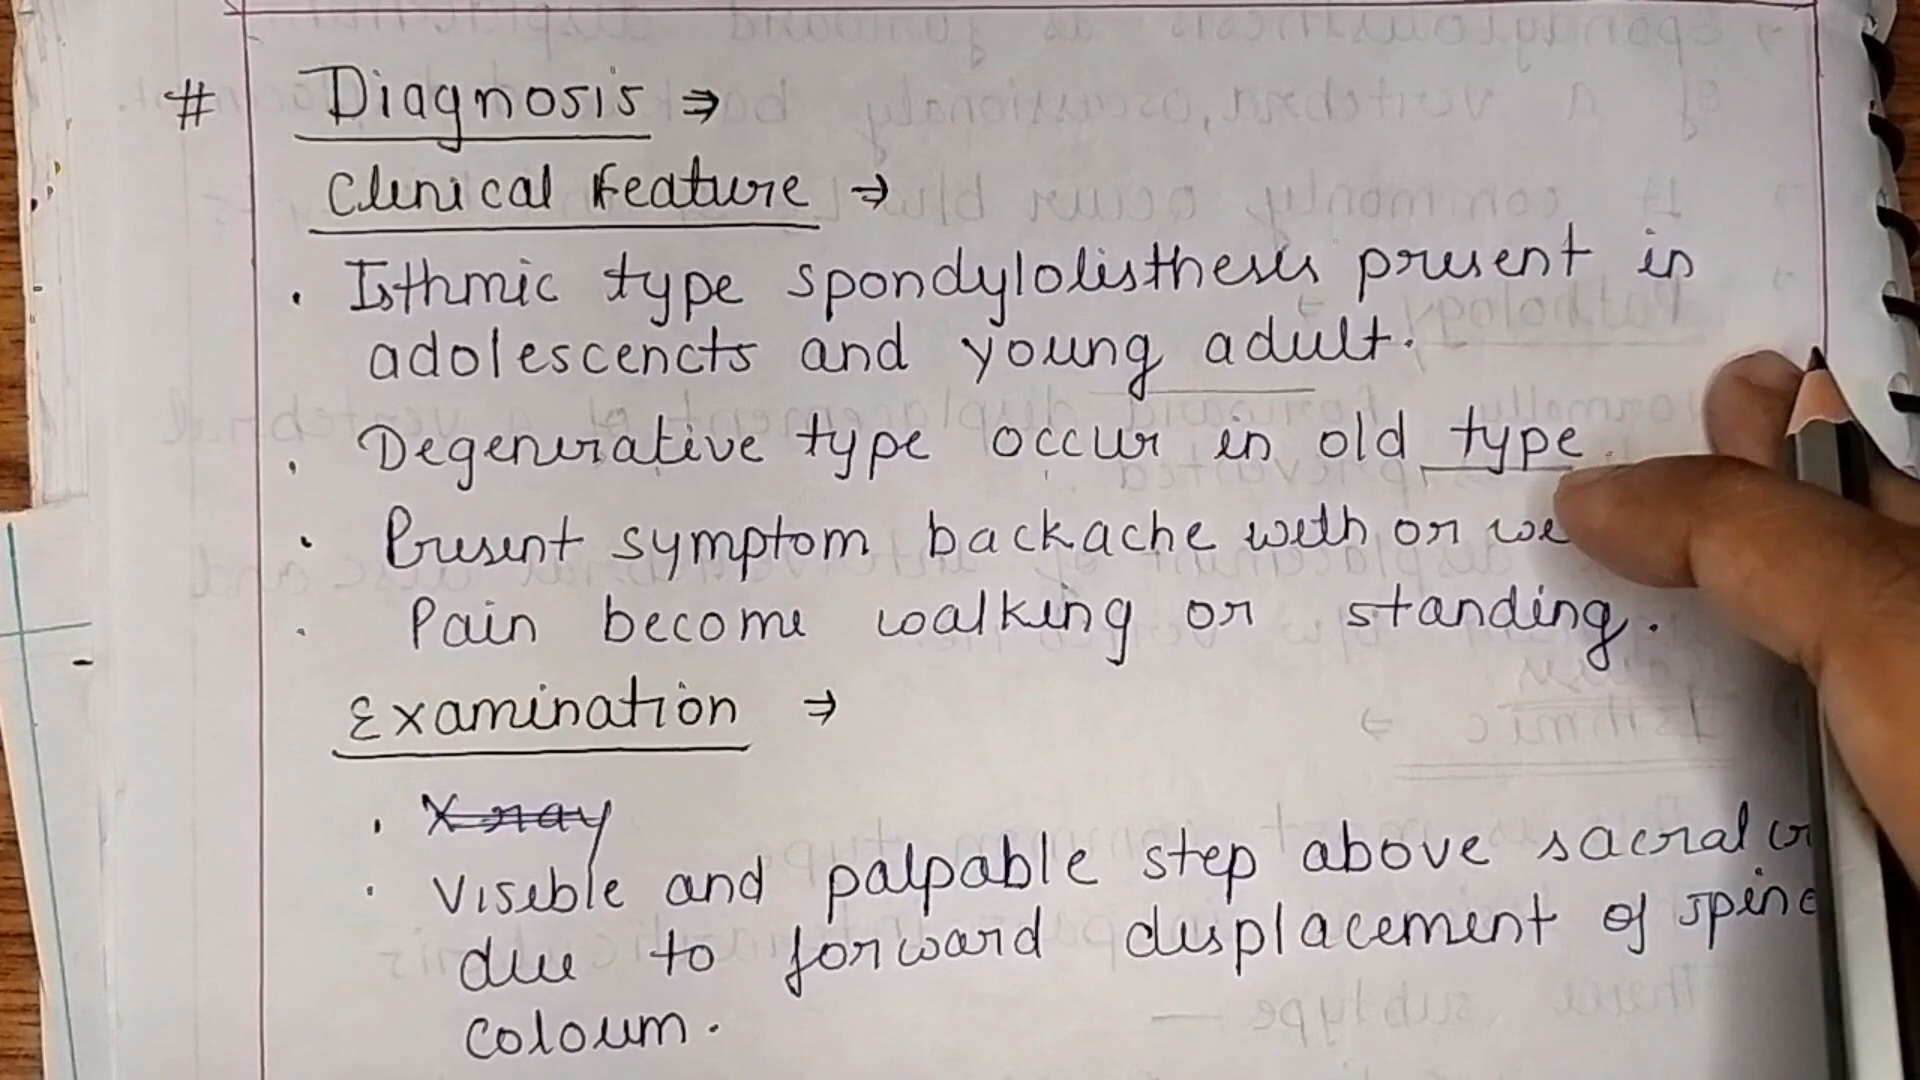 # Diagnosis ⇒
Clinical Feature ⇒
. Isthmic type spondylolisthesis present in
adolescencts and young adult.
. Degenerative type occur in old type.
. Present symptom backache with or
. Pain become walking or standing.
Examination ⇒
. X-ray
. Visible and palpable step above sacral
due to forward displacement of spine
coloum.